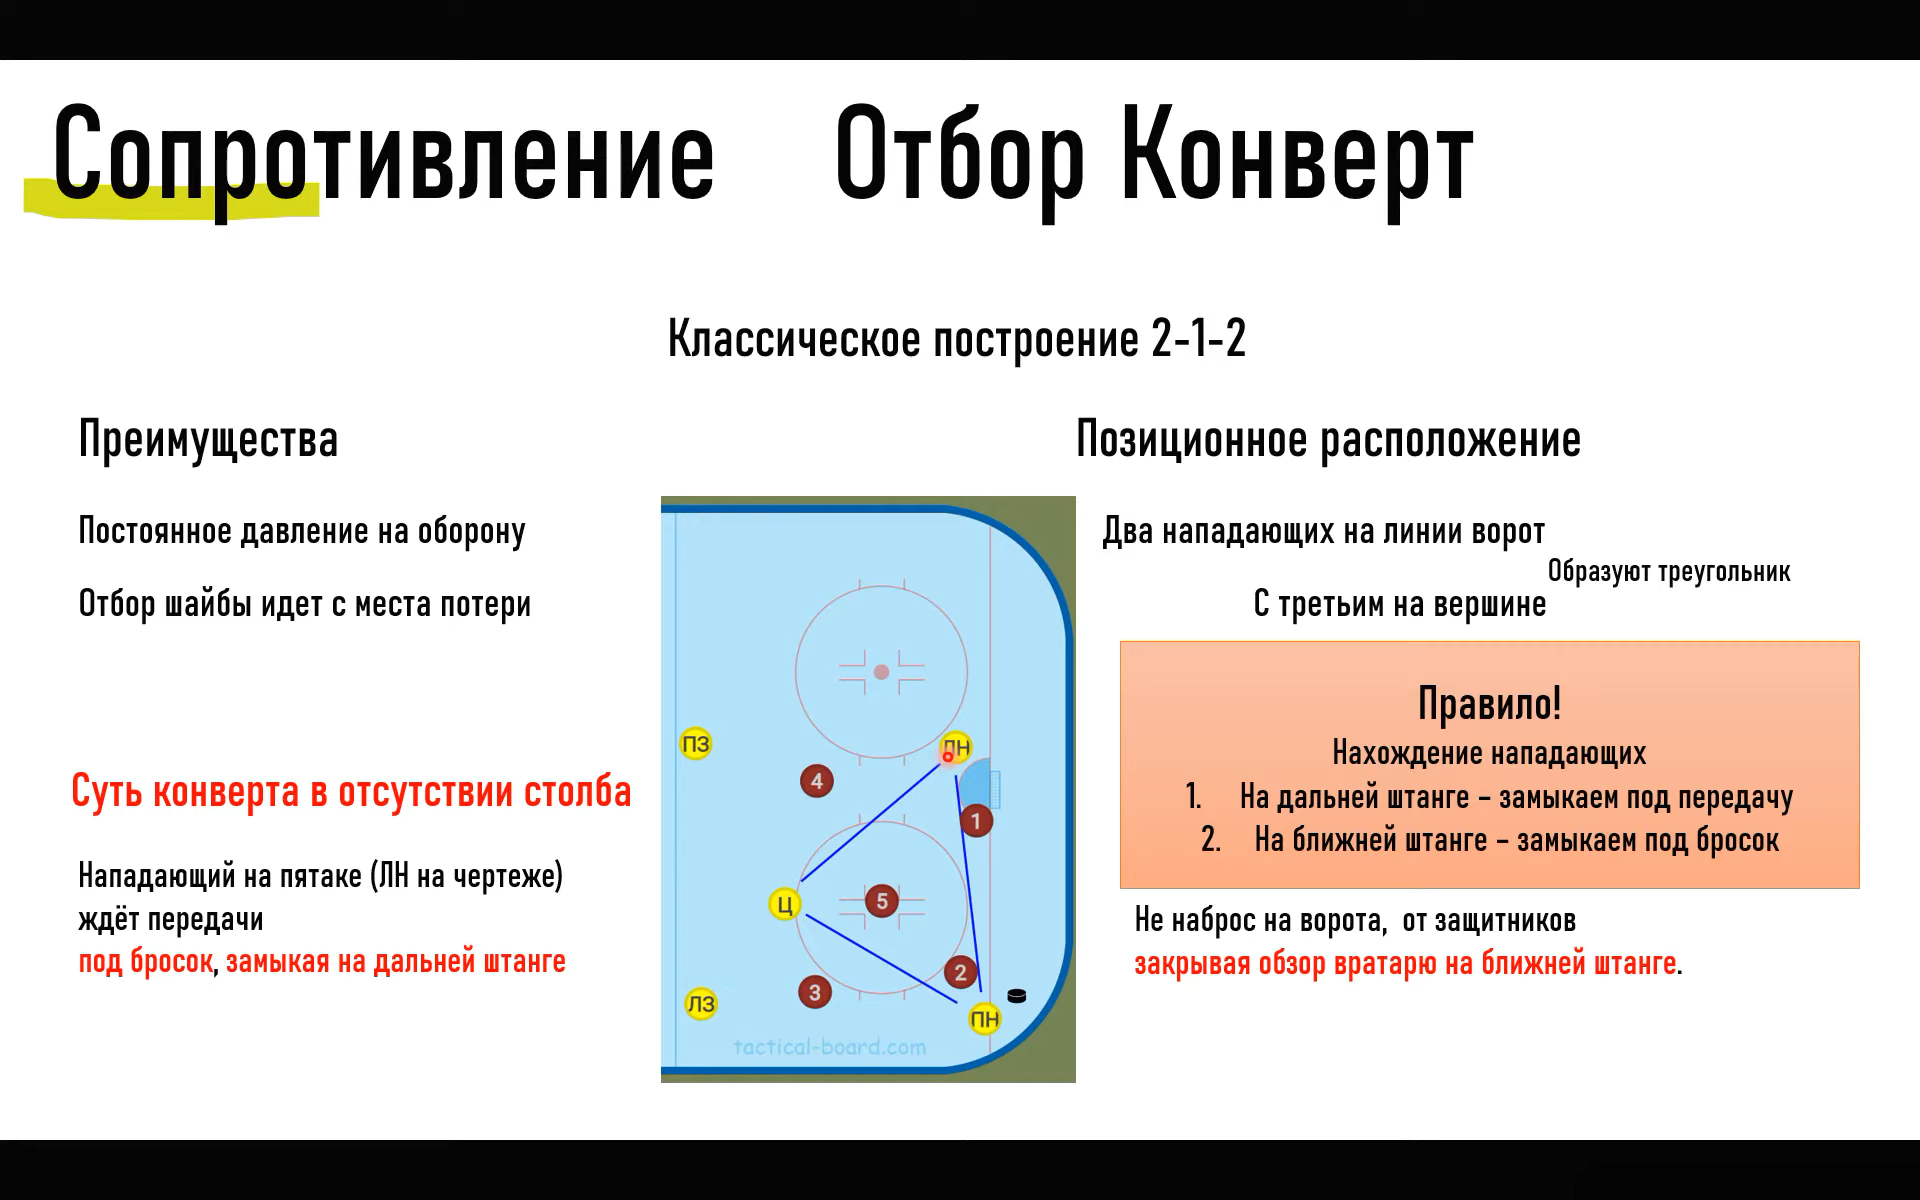 Сопротивление Отбор Конверт
Классическое построение 2-1-2
Преимущества
Постоянное давление на оборону
Отбор шайбы идет с места потери
Суть конверта в отсутствии столба
Нападающий на пятаке (ЛН на чертеже)
ждёт передачи
под бросок, замыкая на дальней штанге
ПЗ
ЛН
4
1
Ц
5
2
3
ЛЗ
ПН
tactical-board.com
Позиционное расположение
Два нападающих на линии ворот
Образуют треугольник
С третьим на вершине
Правило!
Нахождение нападающих
1. На дальней штанге – замыкаем под передачу
2. На ближней штанге – замыкаем под бросок
Не наброс на ворота, от защитников
закрывая обзор вратарю на ближней штанге.